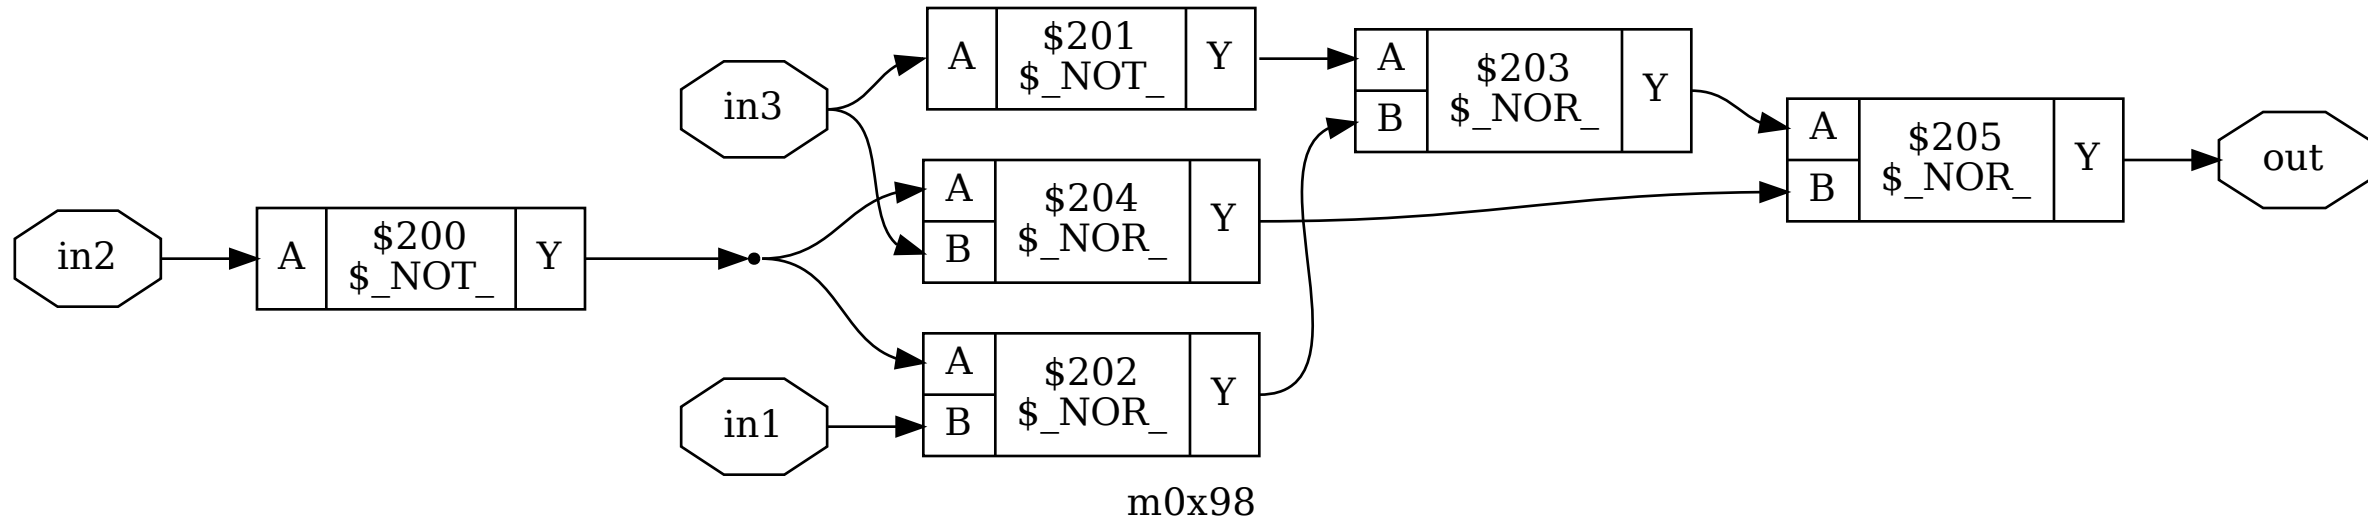 in2
A
$200
$_NOT_
Y
in3
in1
A
$201
$_NOT_
Y
A
B
$204
$_NOR_
Y
A
B
$202
$_NOR_
Y
A
B
$203
$_NOR_
Y
A
B
$205
$_NOR_
Y
out
m0x98